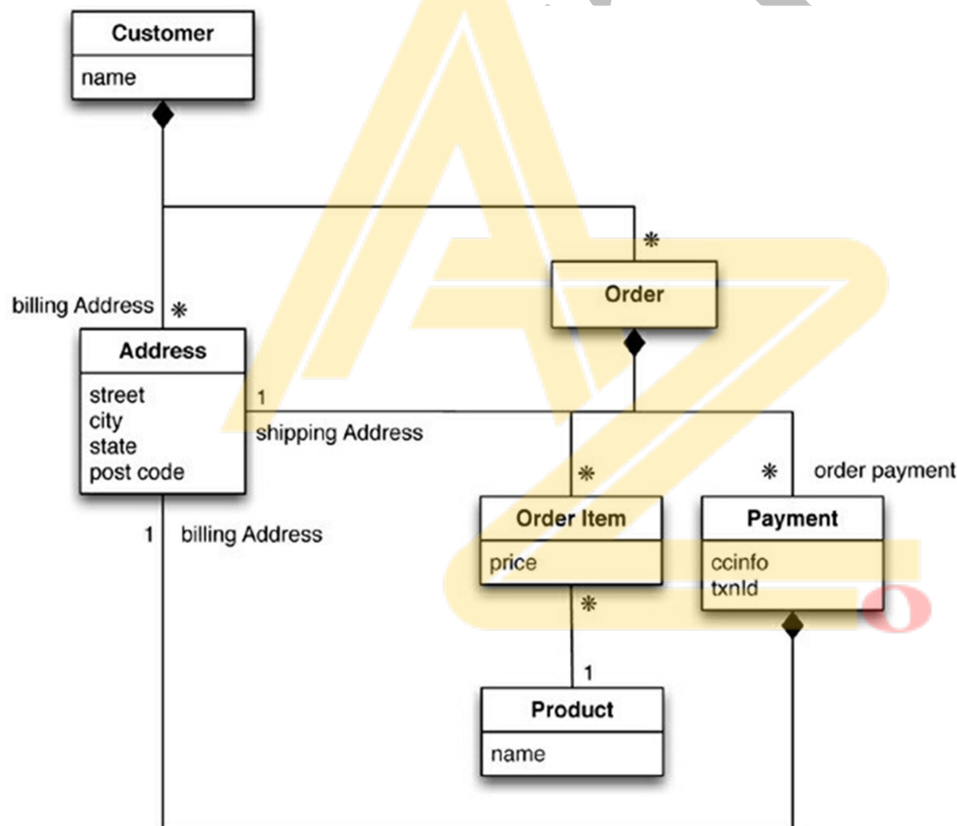 Customer
name
*
Order
billing Address *
Address
street
city
state
post code
1
shipping Address
*
* order payment
Order Item
price
Payment
ccinfo
txnId
1 billing Address
*
1
Product
name
AZ
o